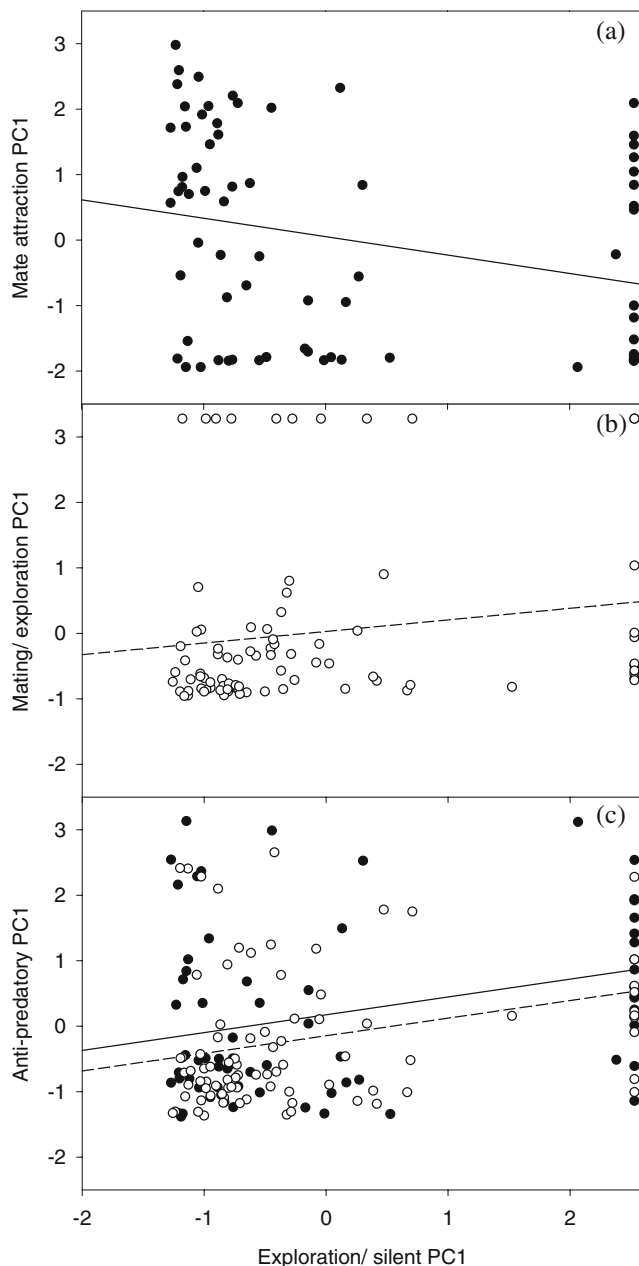 (a)
3
2
1
0
-1
-2
Mate attraction PC1
(b)
3
2
1
0
-1
-2
Mating/ exploration PC1
(c)
3
2
1
0
-1
-2
Anti-predatory PC1
-2 -1 0 1 2
Exploration/ silent PC1